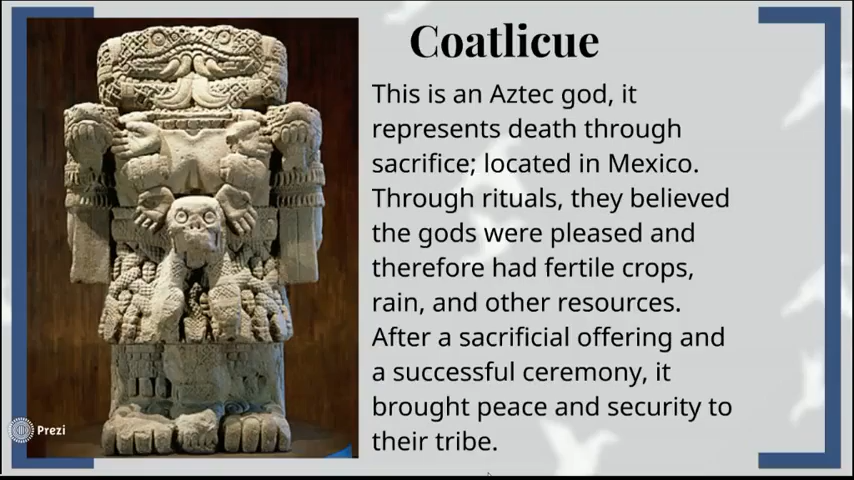 Coatlicue
This is an Aztec god, it
represents death through
sacrifice; located in Mexico.
Through rituals, they believed
the gods were pleased and
therefore had fertile crops,
rain, and other resources.
After a sacrificial offering and
a successful ceremony, it
brought peace and security to
their tribe.
Prezi